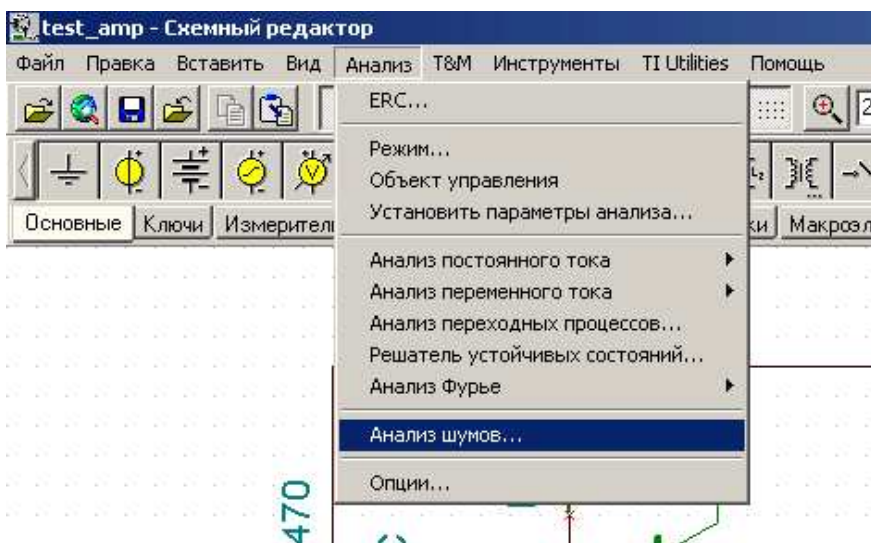 test_amp - Схемный редактор
Файл Правка Вставить Вид Анализ T&M Инструменты TI Utilities Помощь
ERC...
Режим...
Объект управления
Установить параметры анализа...
Основные Ключи
Анализ постоянного тока
Анализ переменного тока
Анализ переходных процессов...
Решатель устойчивых состояний...
Анализ Фурье
Анализ шумов...
Опции...
470